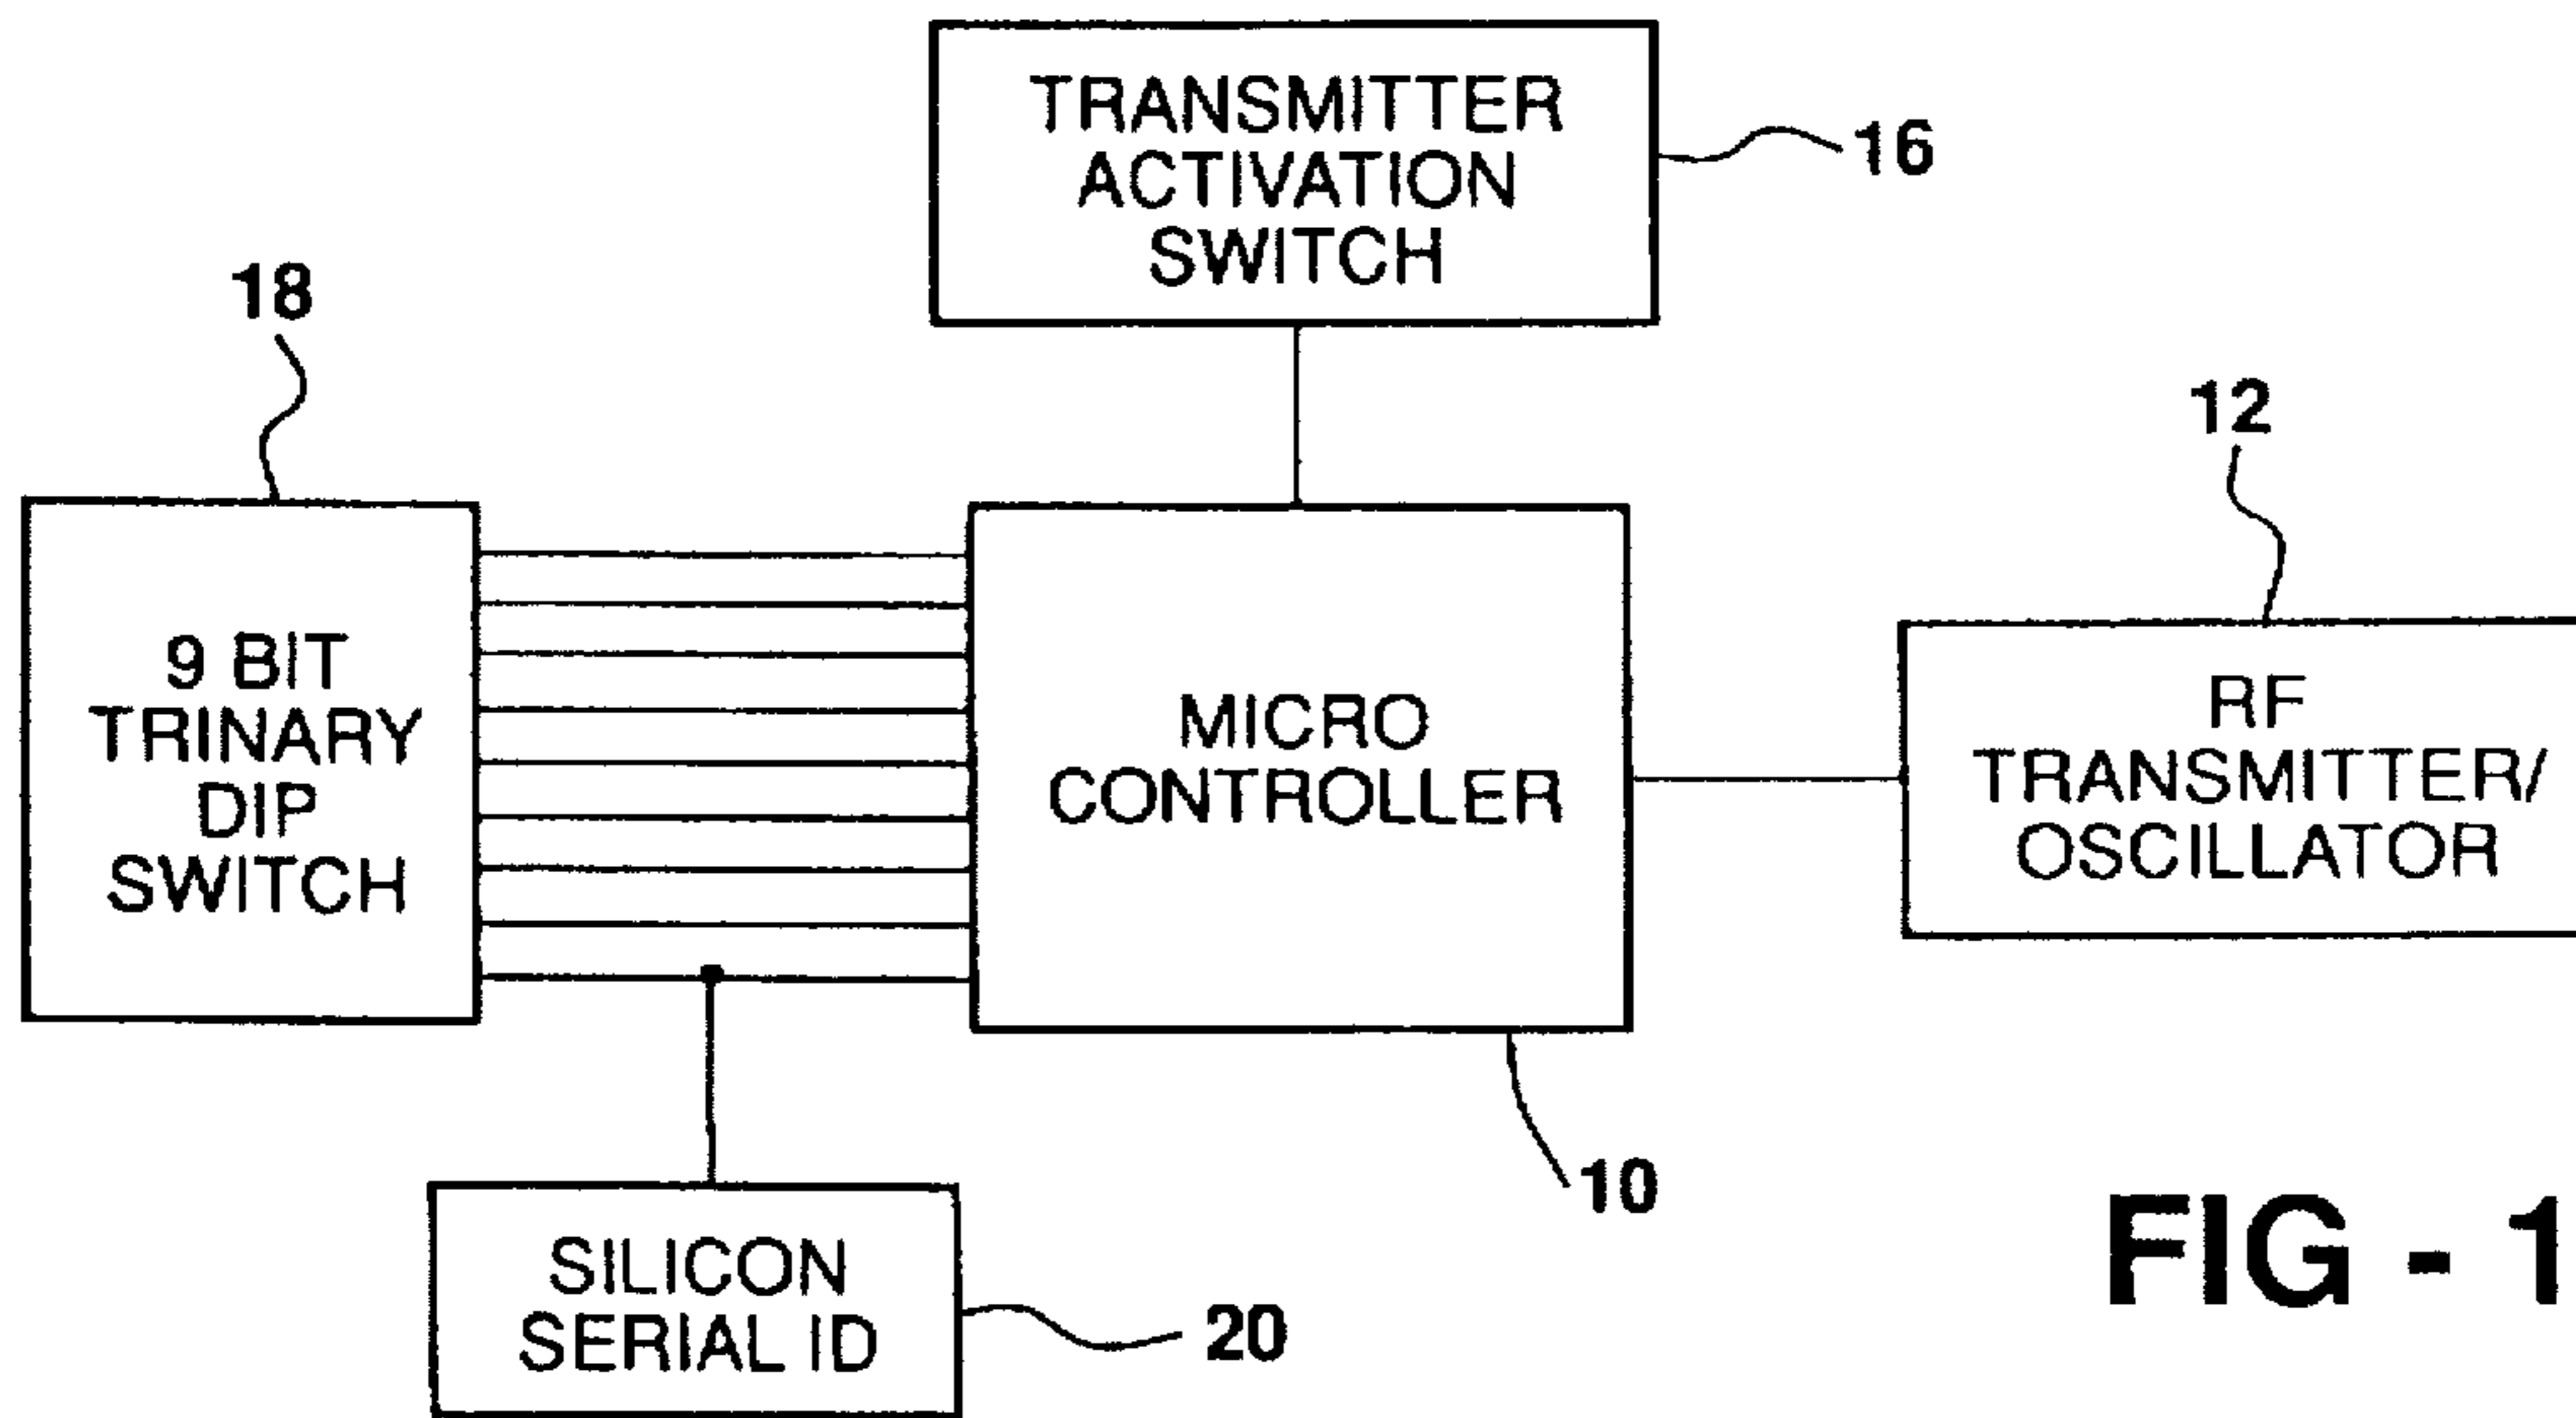 TRANSMITTER
ACTIVATION
SWITCH
16
18
12
9 BIT
TRINARY
DIP
SWITCH
MICRO
CONTROLLER
RF
TRANSMITTER/
OSCILLATOR
10
SILICON
SERIAL ID
20
FIG - 1